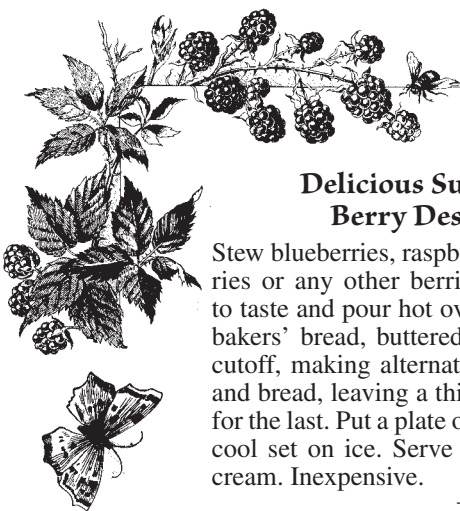 Delicious Su
Berry Des
Stew blueberries, raspb
ries or any other berri
to taste and pour hot ov
bakers' bread, buttered
cutoff, making alternat
and bread, leaving a thi
for the last. Put a plate o
cool set on ice. Serve
cream. Inexpensive.